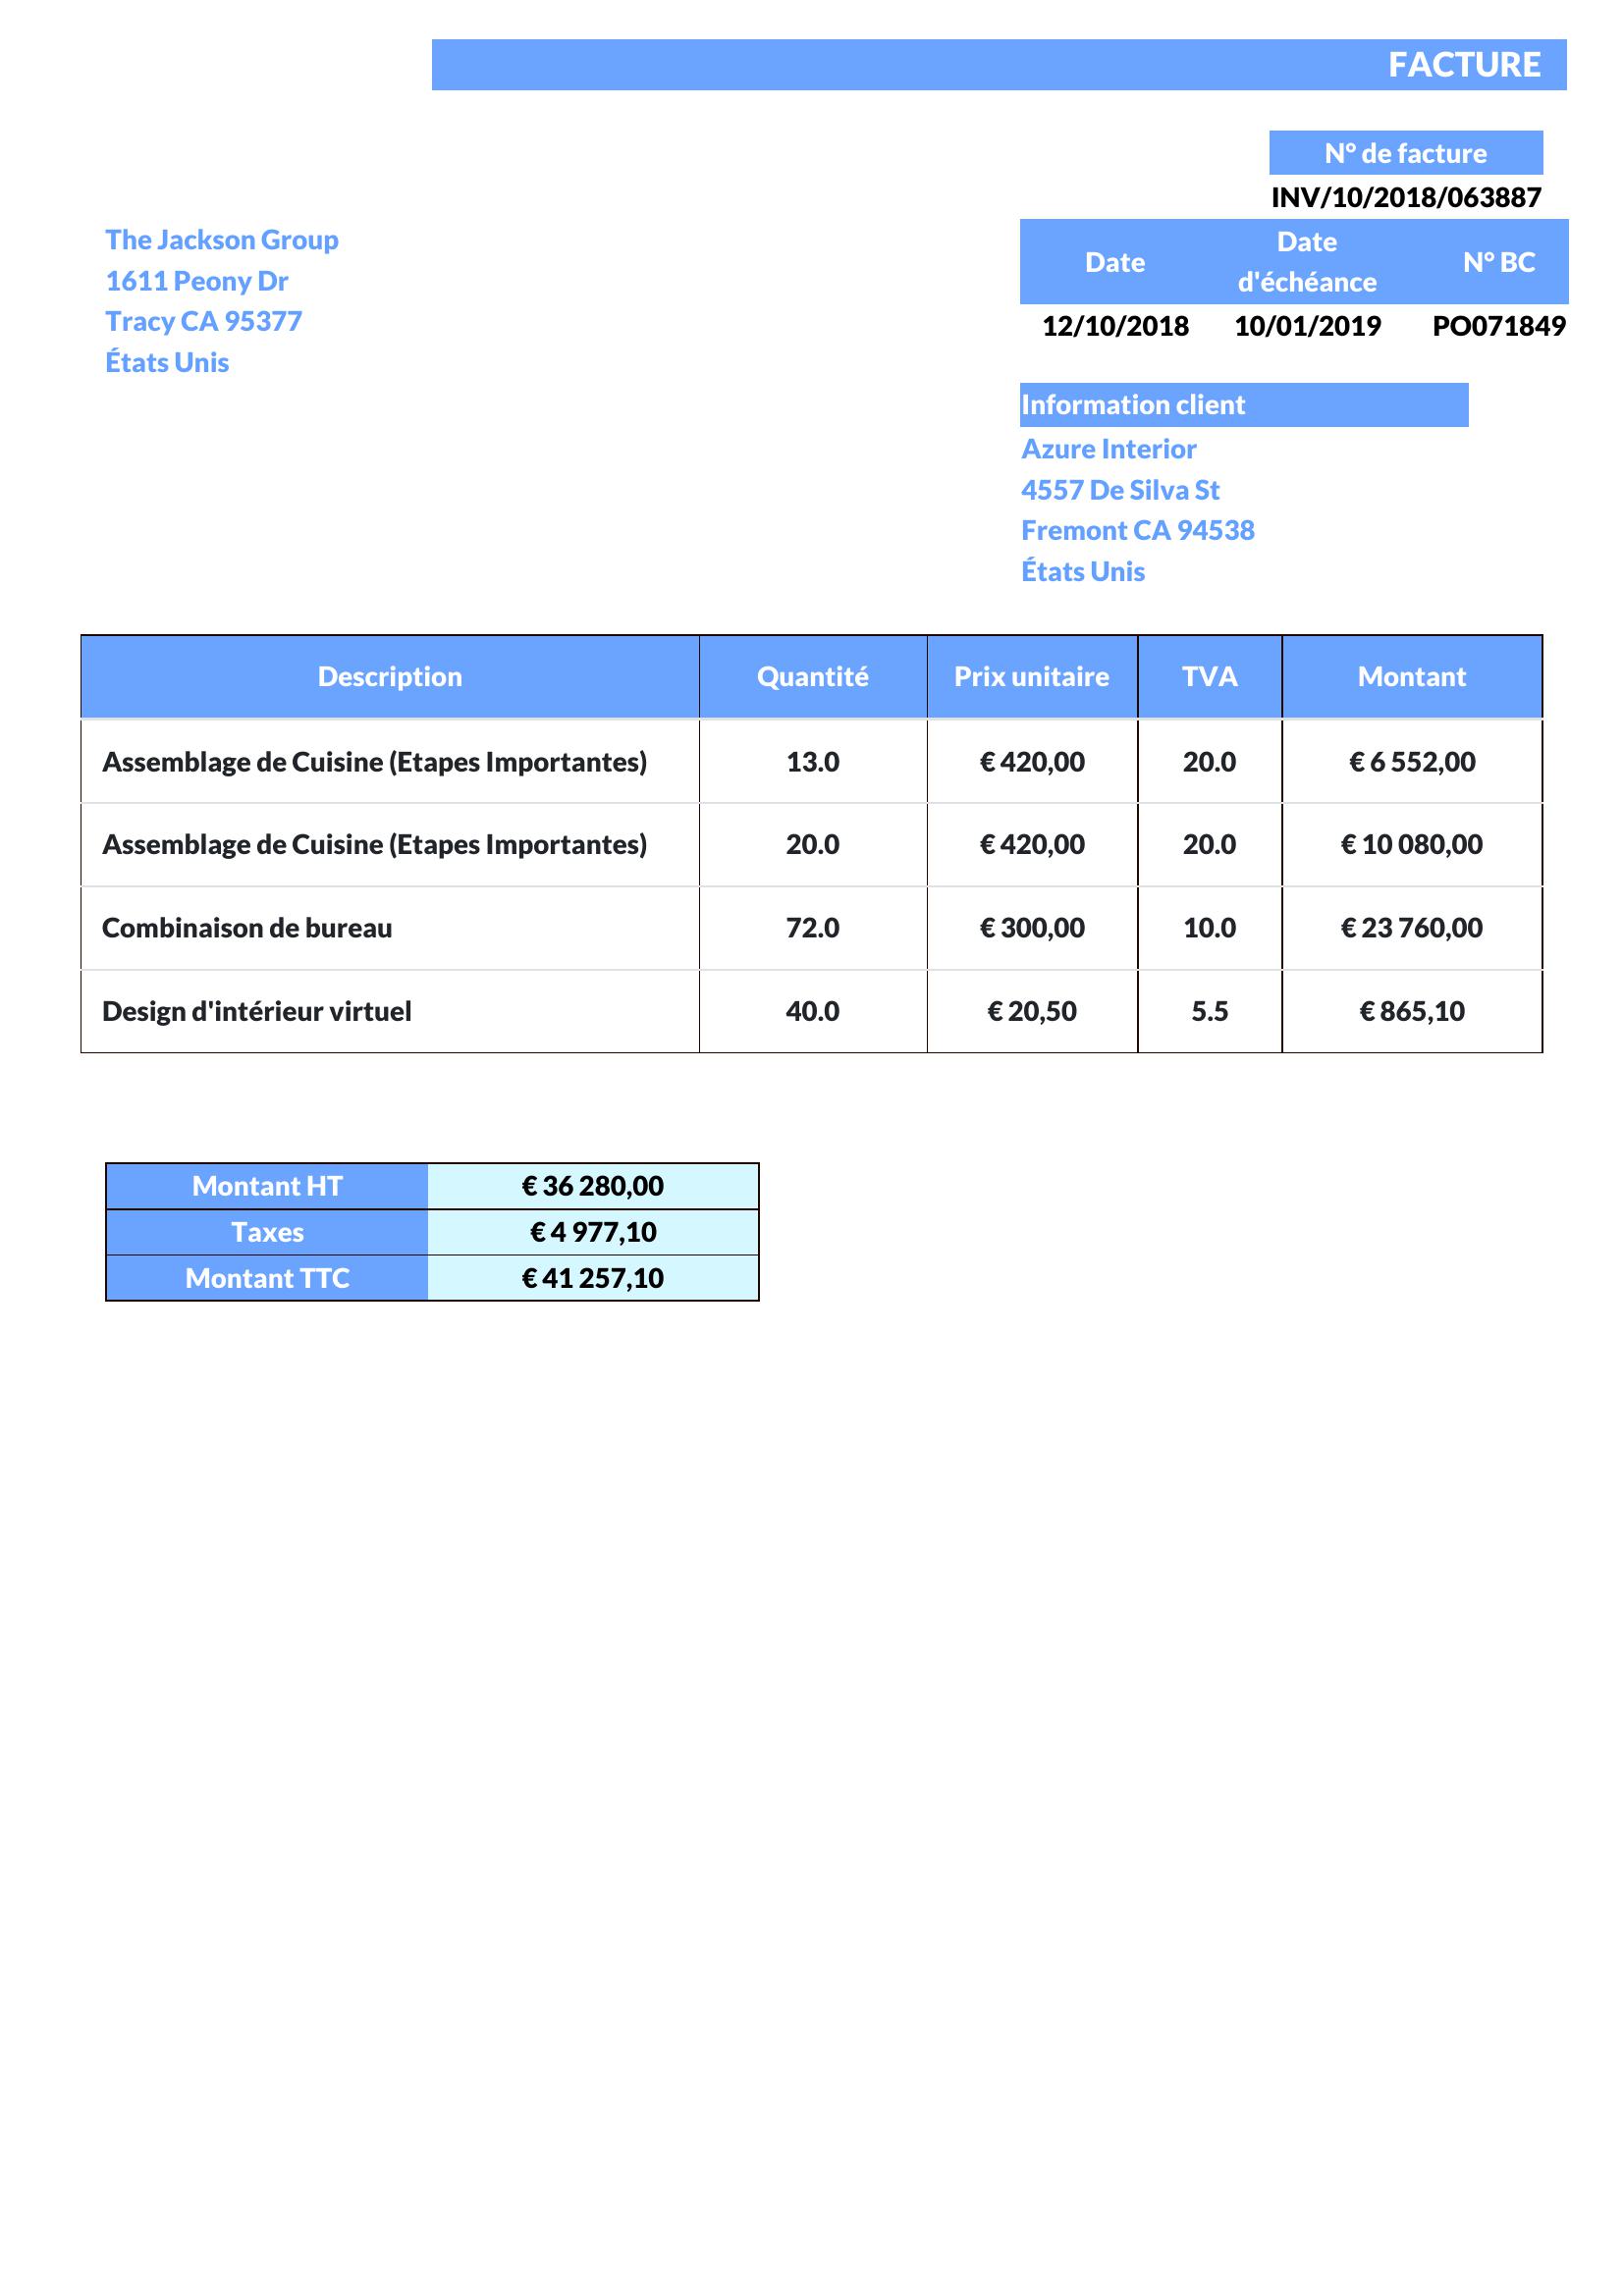 FACTURE
N° de facture
INV/10/2018/063887
The Jackson Group
1611 Peony Dr
Tracy CA 95377
États Unis
Date Date d'échéance N° BC
12/10/2018 10/01/2019 PO071849
Information client
Azure Interior
4557 De Silva St
Fremont CA 94538
États Unis
Description Quantité Prix unitaire TVA Montant
Assemblage de Cuisine (Etapes Importantes) 13.0 € 420,00 20.0 € 6 552,00
Assemblage de Cuisine (Etapes Importantes) 20.0 € 420,00 20.0 € 10 080,00
Combinaison de bureau 72.0 € 300,00 10.0 € 23 760,00
Design d'intérieur virtuel 40.0 € 20,50 5.5 € 865,10
Montant HT € 36 280,00
Taxes € 4 977,10
Montant TTC € 41 257,10